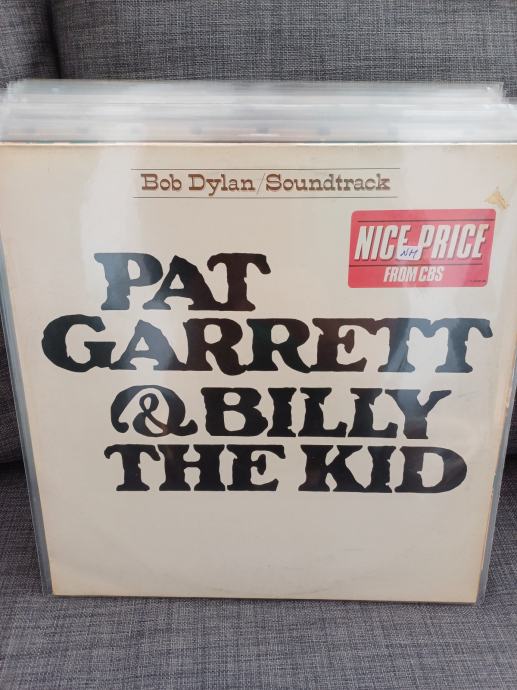 Bob Dylan/Soundtrack
NICE PRICE
NM
FROM CBS
PAT
GARRETT
& BILLY
THE KID